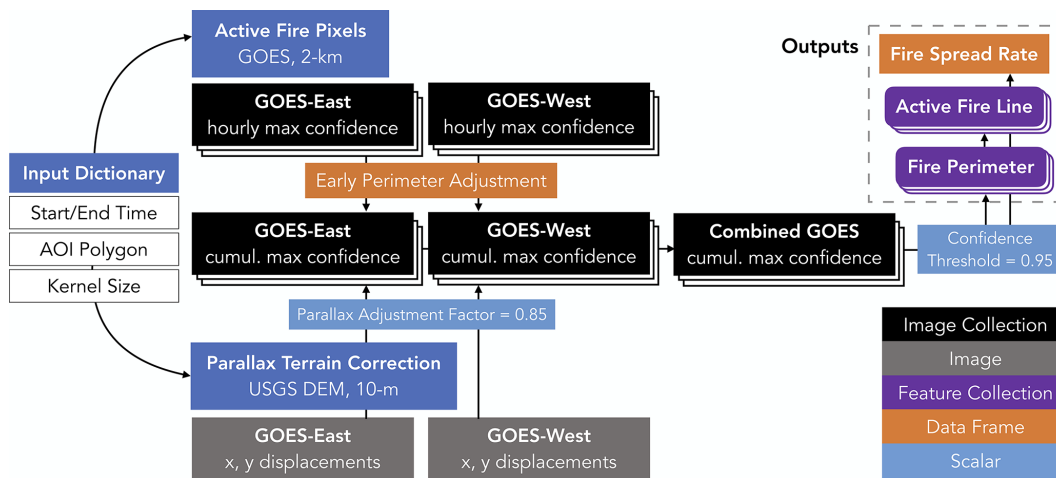 Active Fire Pixels
GOES, 2-km
Outputs
Fire Spread Rate
GOES-East
hourly max confidence
GOES-West
hourly max confidence
Active Fire Line
Input Dictionary
Start/End Time
AOI Polygon
Kernel Size
Early Perimeter Adjustment
Fire Perimeter
GOES-East
cumul. max confidence
GOES-West
cumul. max confidence
Combined GOES
cumul. max confidence
Confidence
Threshold = 0.95
Parallax Adjustment Factor = 0.85
Parallax Terrain Correction
USGS DEM, 10-m
GOES-East
x, y displacements
GOES-West
x, y displacements
Image Collection
Image
Feature Collection
Data Frame
Scalar